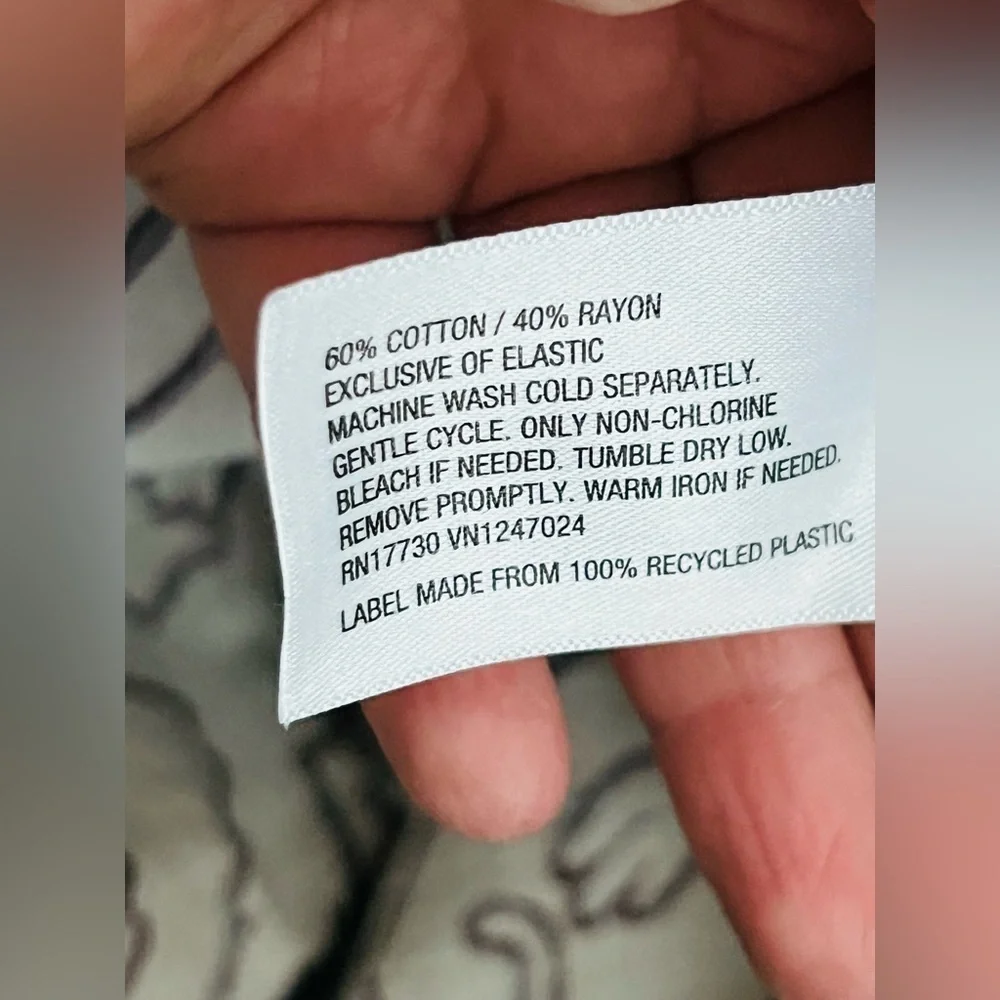 60% COTTON / 40% RAYON
EXCLUSIVE OF ELASTIC
MACHINE WASH COLD SEPARATELY.
GENTLE CYCLE. ONLY NON-CHLORINE
BLEACH IF NEEDED. TUMBLE DRY LOW.
REMOVE PROMPTLY. WARM IRON IF NEEDED.
RN17730 VN1247024
LABEL MADE FROM 100% RECYCLED PLASTIC